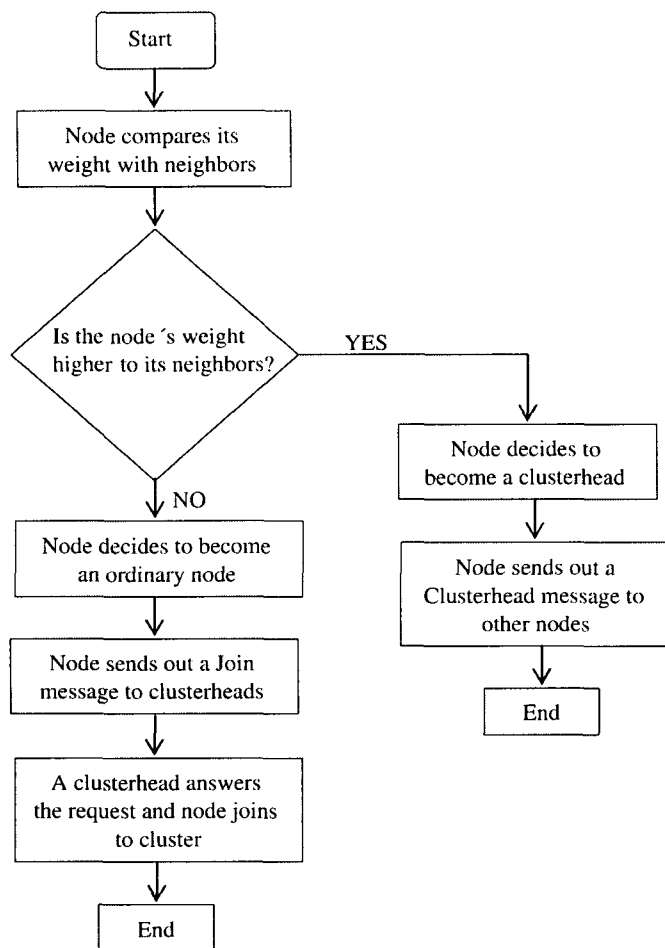 Start
Node compares its
weight with neighbors
Is the node ´s weight
higher to its neighbors?
YES
NO
Node decides to become
an ordinary node
Node sends out a Join
message to clusterheads
A clusterhead answers
the request and node joins
to cluster
End
Node decides to
become a clusterhead
Node sends out a
Clusterhead message to
other nodes
End